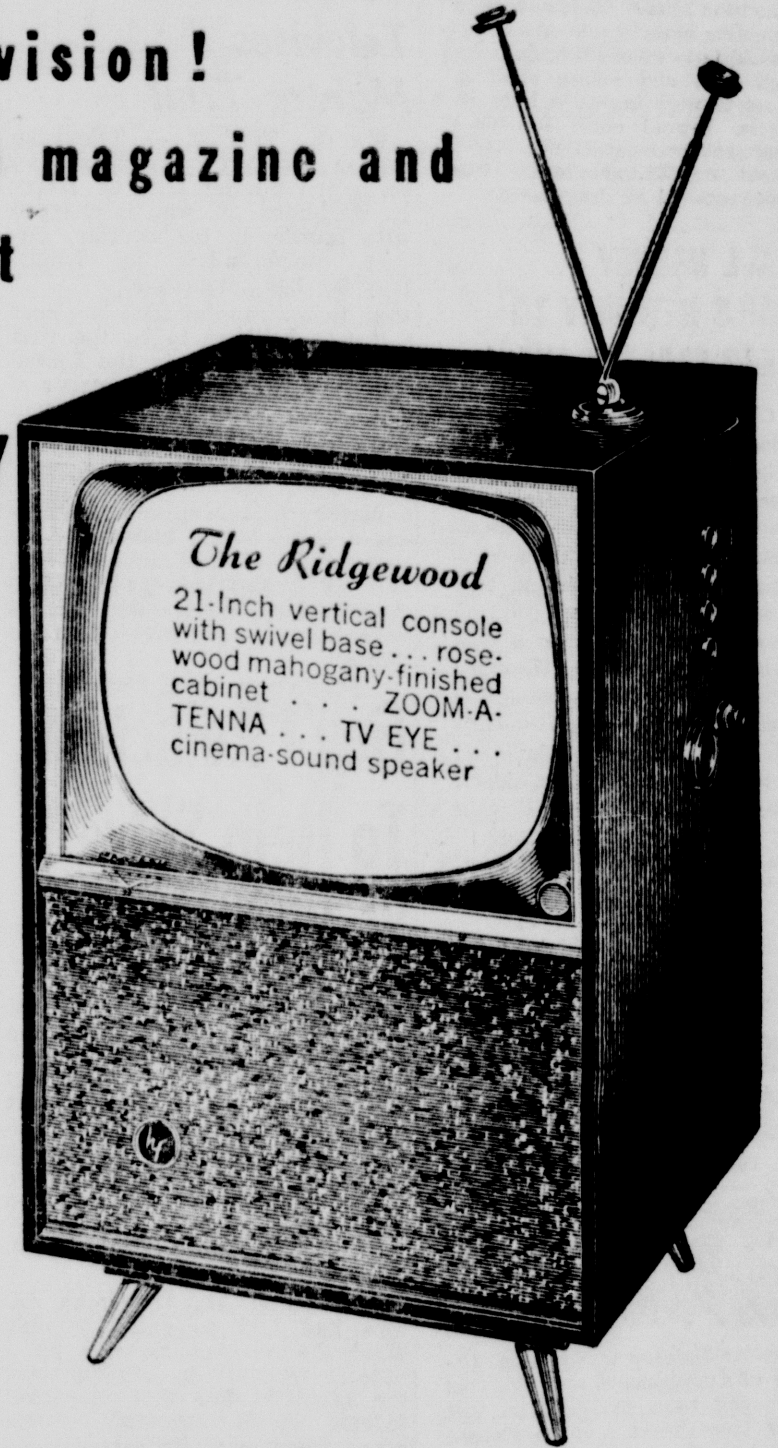 vision!
magazine and
t
The Ridgewood
21-Inch vertical console
with swivel base . . . rose-
wood mahogany-finished
cabinet . . . ZOOM-A-
TENNA . . . TV EYE . . .
cinema-sound speaker
hf